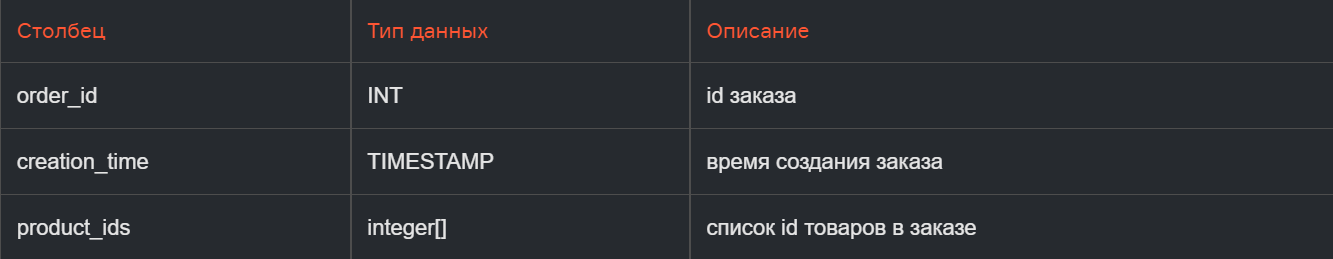 Столбец Тип данных Описание
order_id INT id заказа
creation_time TIMESTAMP время создания заказа
product_ids integer[] список id товаров в заказе